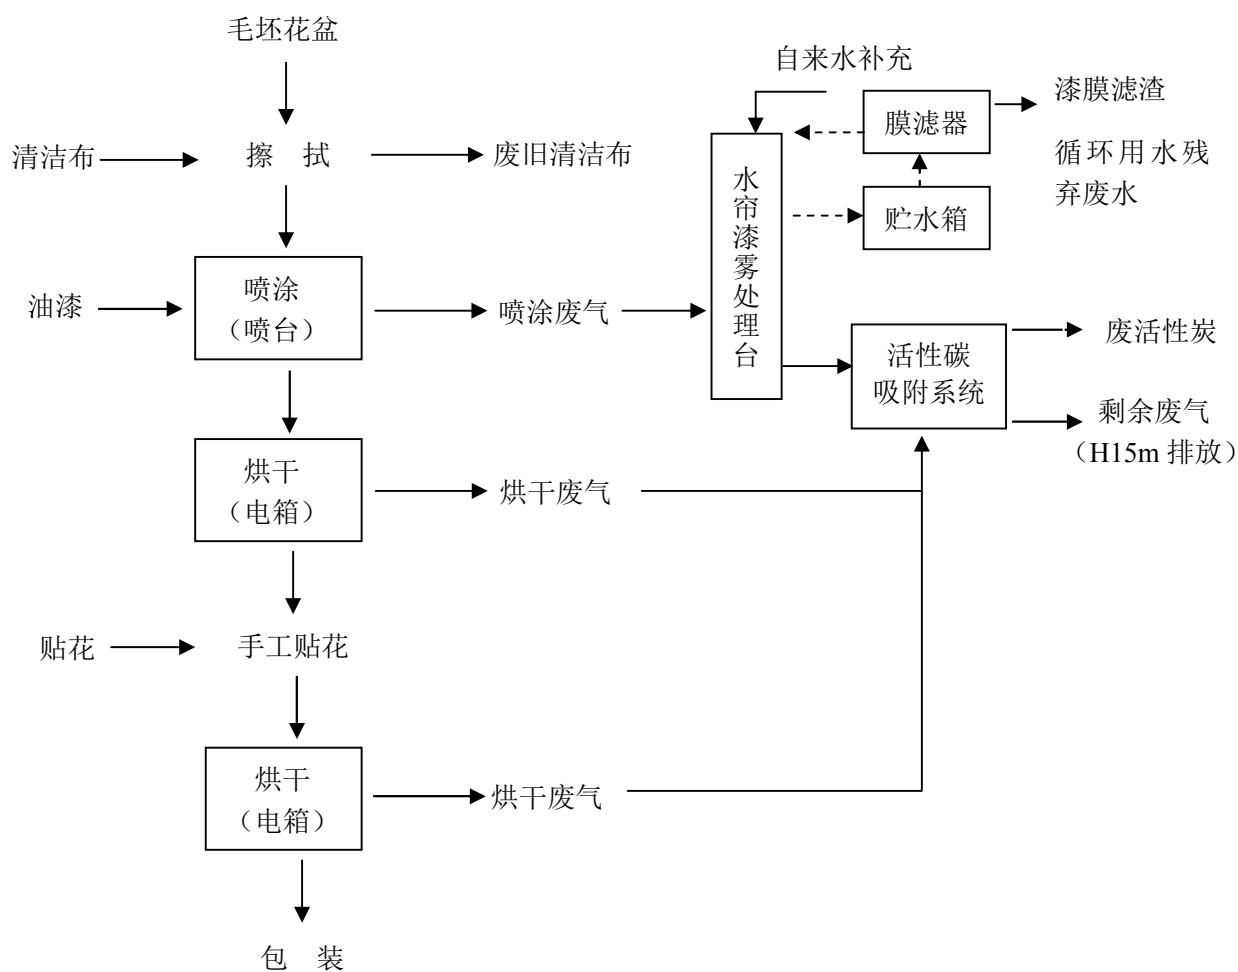 毛坯花盆
自来水补充
漆膜滤渣
膜滤器
清洁布
擦 拭
废旧清洁布
循环用水残
弃废水
水帘漆雾处理台
贮水箱
油漆
喷涂
（喷台）
喷涂废气
活性碳
吸附系统
废活性炭
剩余废气
（H15m 排放）
烘干
（电箱）
烘干废气
贴花
手工贴花
烘干
（电箱）
烘干废气
包 装